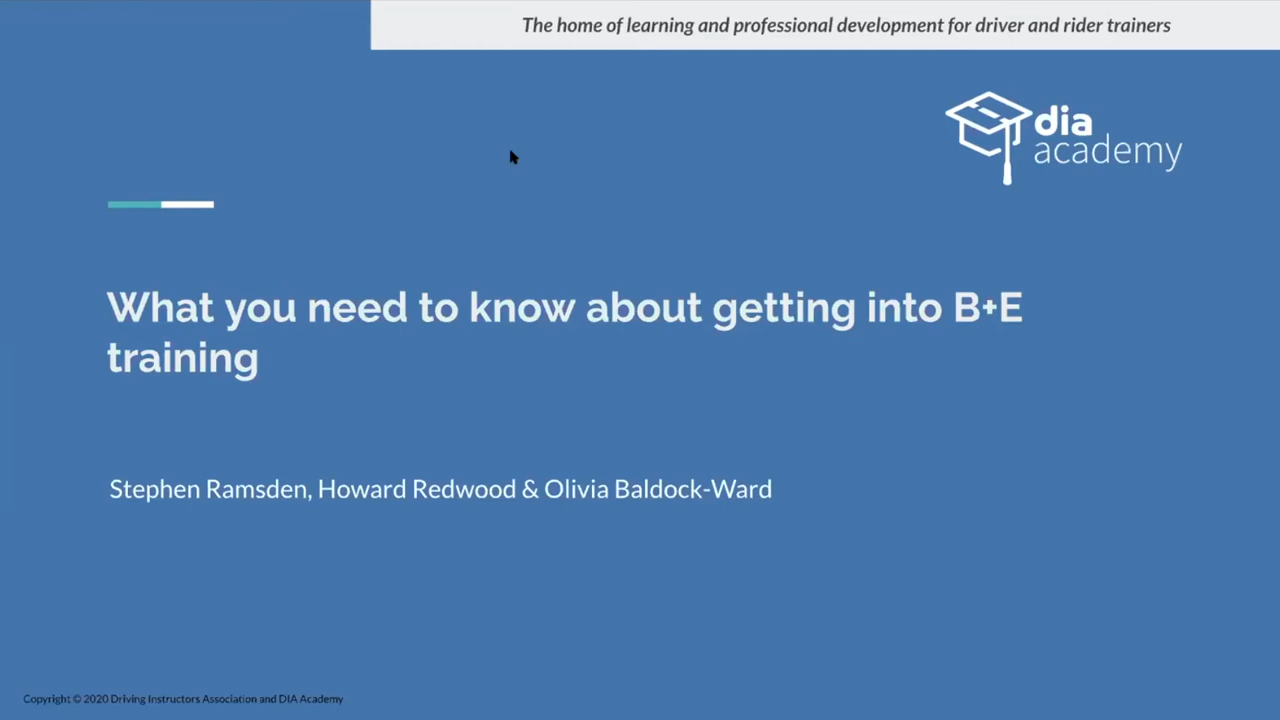 The home of learning and professional development for driver and rider trainers
dia
academy
What you need to know about getting into B+E
training
Stephen Ramsden, Howard Redwood & Olivia Baldock-Ward
Copyright © 2020 Driving Instructors Association and DIA Academy